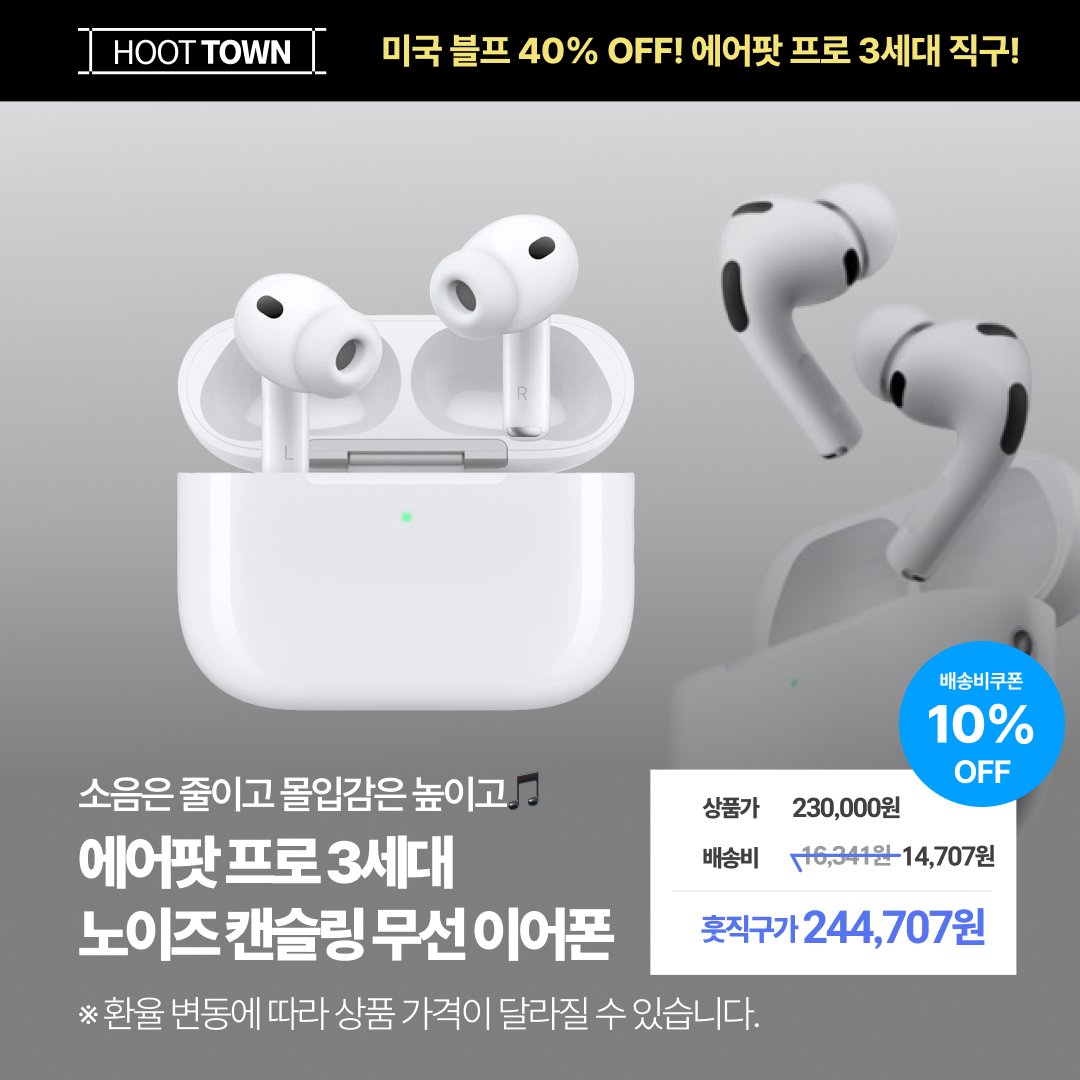 HOOT TOWN
미국 블프 40% OFF! 에어팟 프로 3세대 직구!
R
L
배송비쿠폰
10%
OFF
소음은 줄이고 몰입감은 높이고🎵
에어팟 프로 3세대
노이즈 캔슬링 무선 이어폰
상품가 230,000원
배송비 16,341원 14,707원
훗직구가 244,707원
※ 환율 변동에 따라 상품 가격이 달라질 수 있습니다.